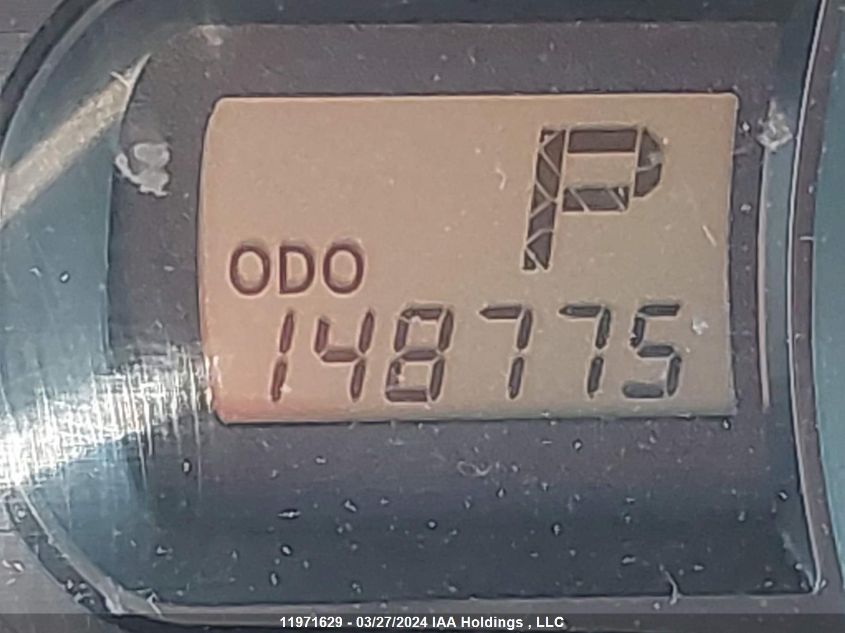 P
ODO
148775
11971629 - 03/27/2024 IAA Holdings , LLC